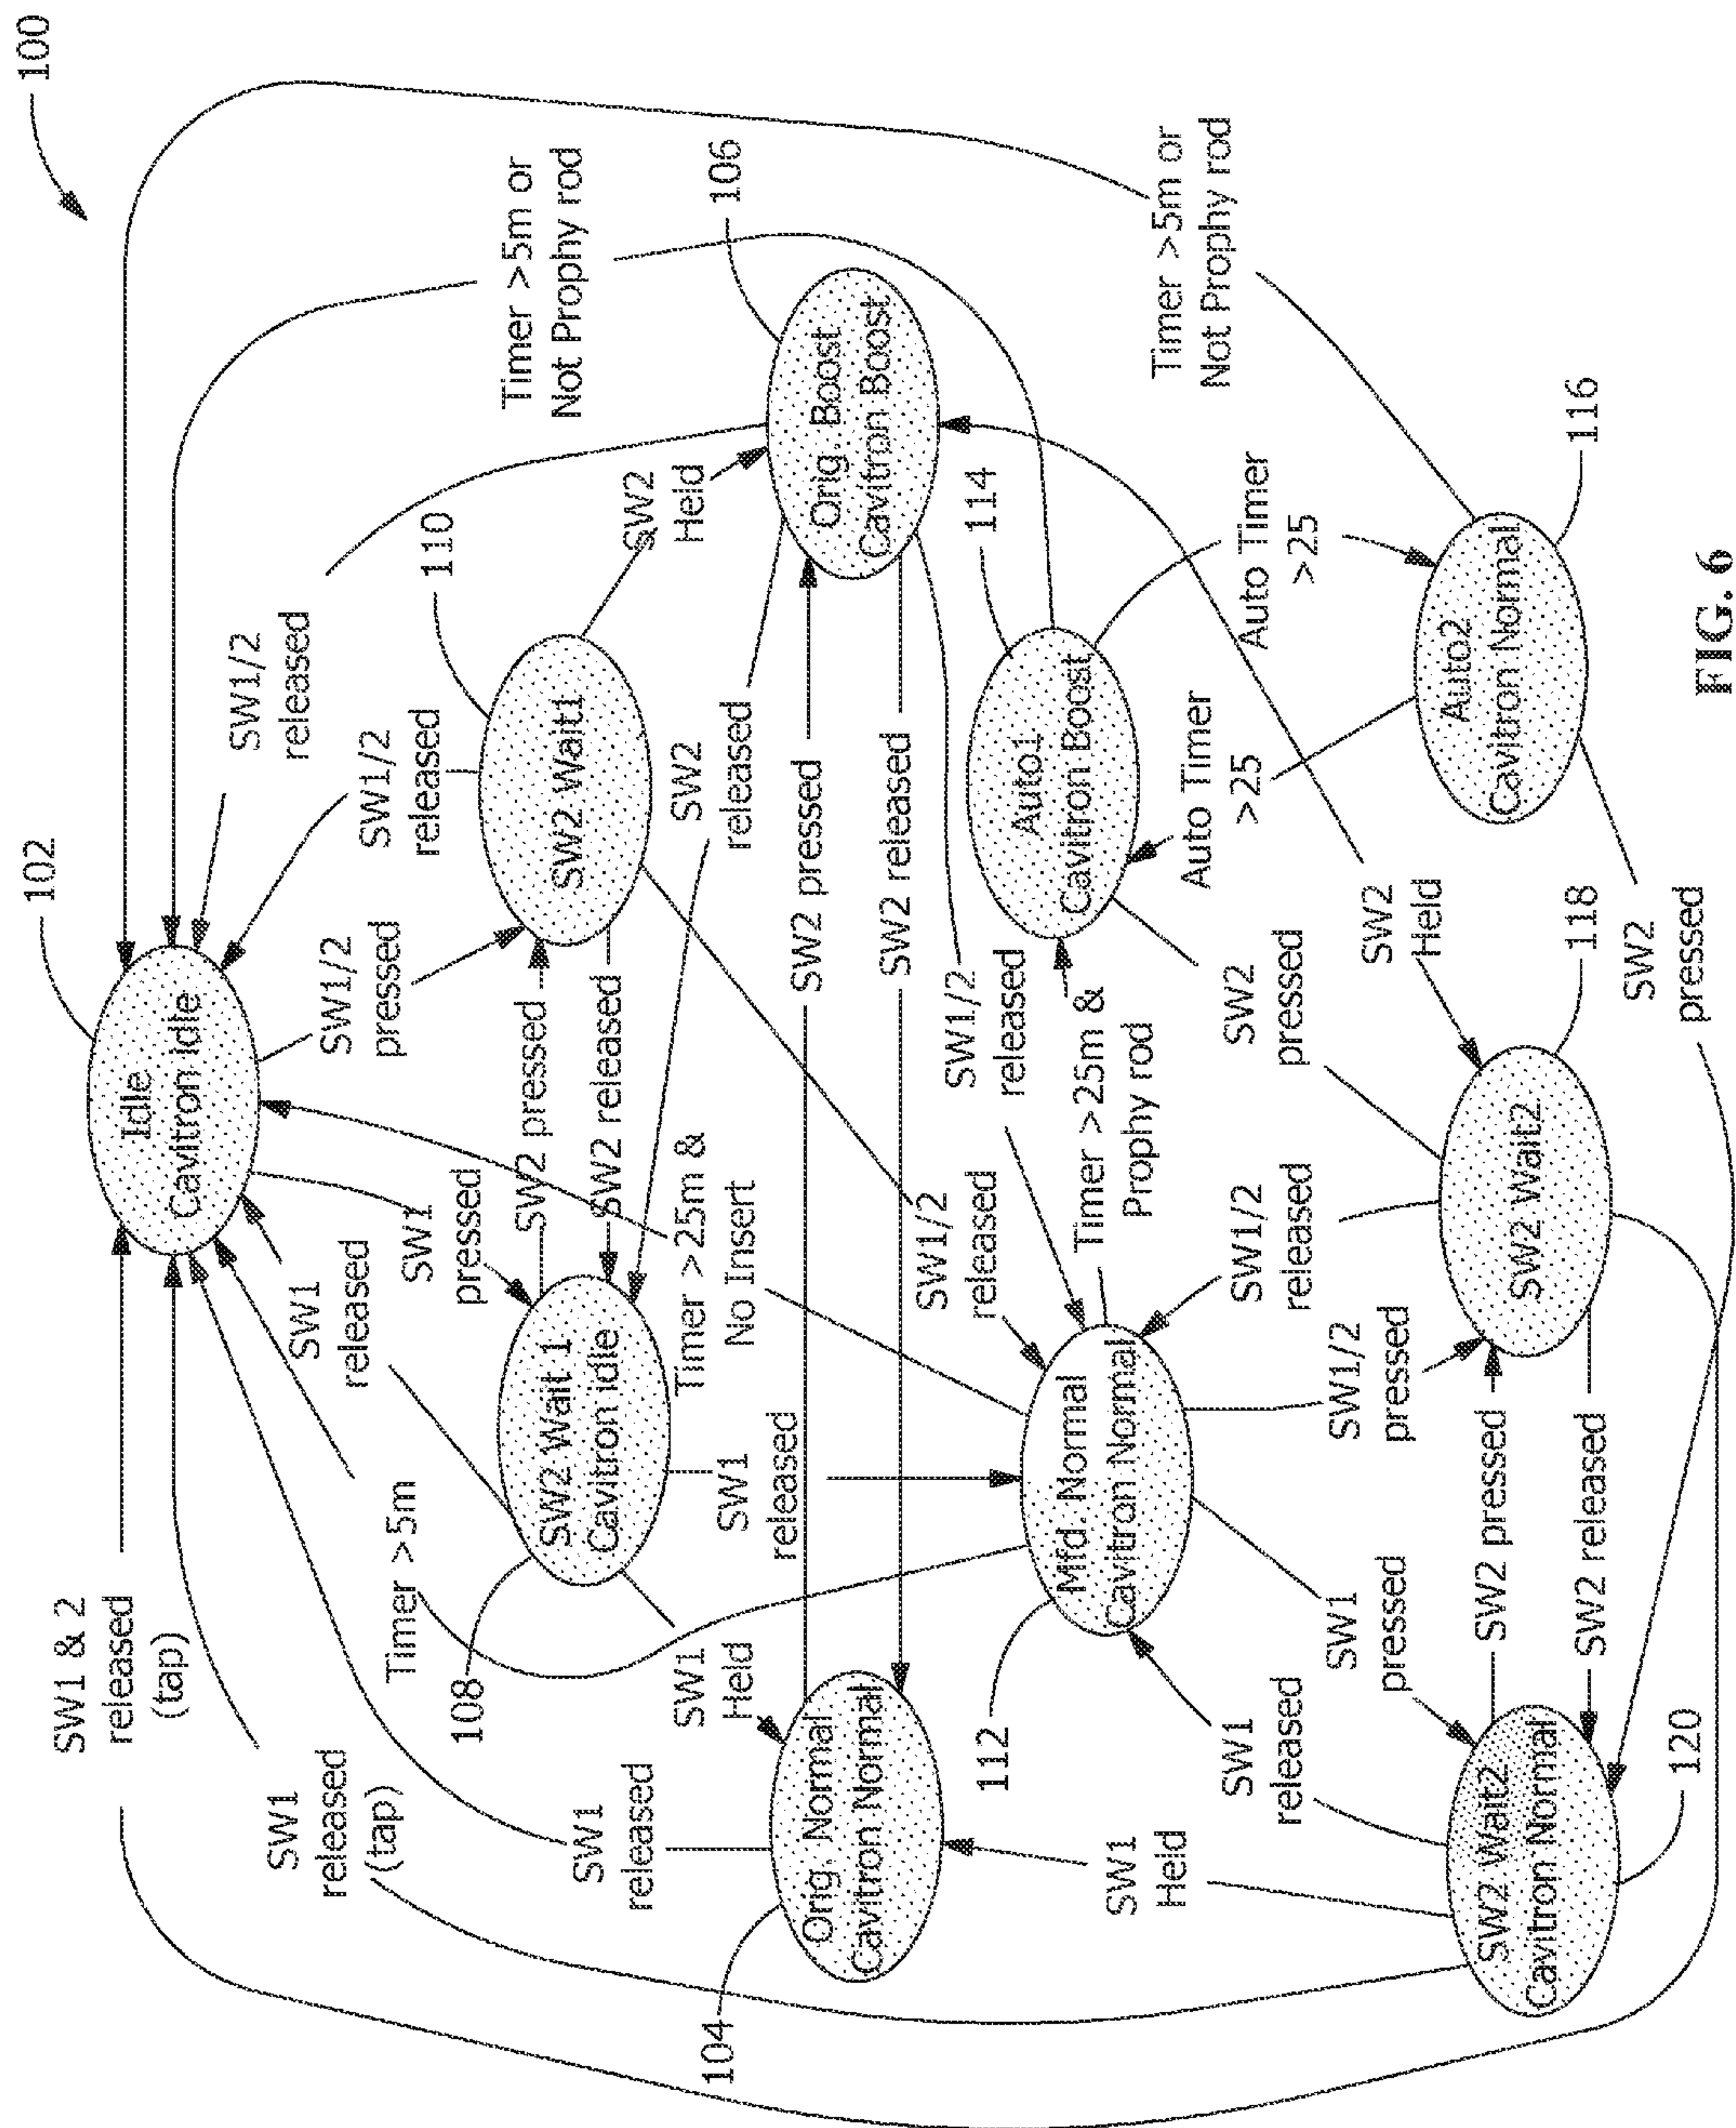 100
102
Idle
Cavitron Idle
SW1 & 2
released
(tap)
SW1
released
(tap)
Timer >5m
SW1
released
SW1
pressed
SW1/2
pressed
SW1/2
released
SW1/2
released
Timer >5m or
Not Prophy rod
108
SW2 Wait 1
Cavitron idle
SW2 pressed
SW2 released
110
SW2 Wait1
SW2
Held
106
Orig. Boost
Cavitron Boost
SW2
released
Timer >25m &
No Insert
SW1
released
SW1
Held
SW1
released
104
Orig. Normal
Cavitron Normal
SW2 pressed
SW2 released
SW1/2
released
SW1/2
released
112
Mfd. Normal
Cavitron Normal
Timer >25m &
Prophy rod
114
Auto1
Cavitron Boost
Auto Timer
>25
Auto Timer
>25
Timer >5m or
Not Prophy rod
SW1
Held
SW1
released
SW1
pressed
SW1/2
pressed
SW1/2
released
SW2
pressed
SW2
Held
116
Auto2
Cavitron Normal
SW2 Wait2
Cavitron Normal
120
SW2 pressed
SW2 released
SW2 Wait2
118
SW2
pressed
FIG. 6